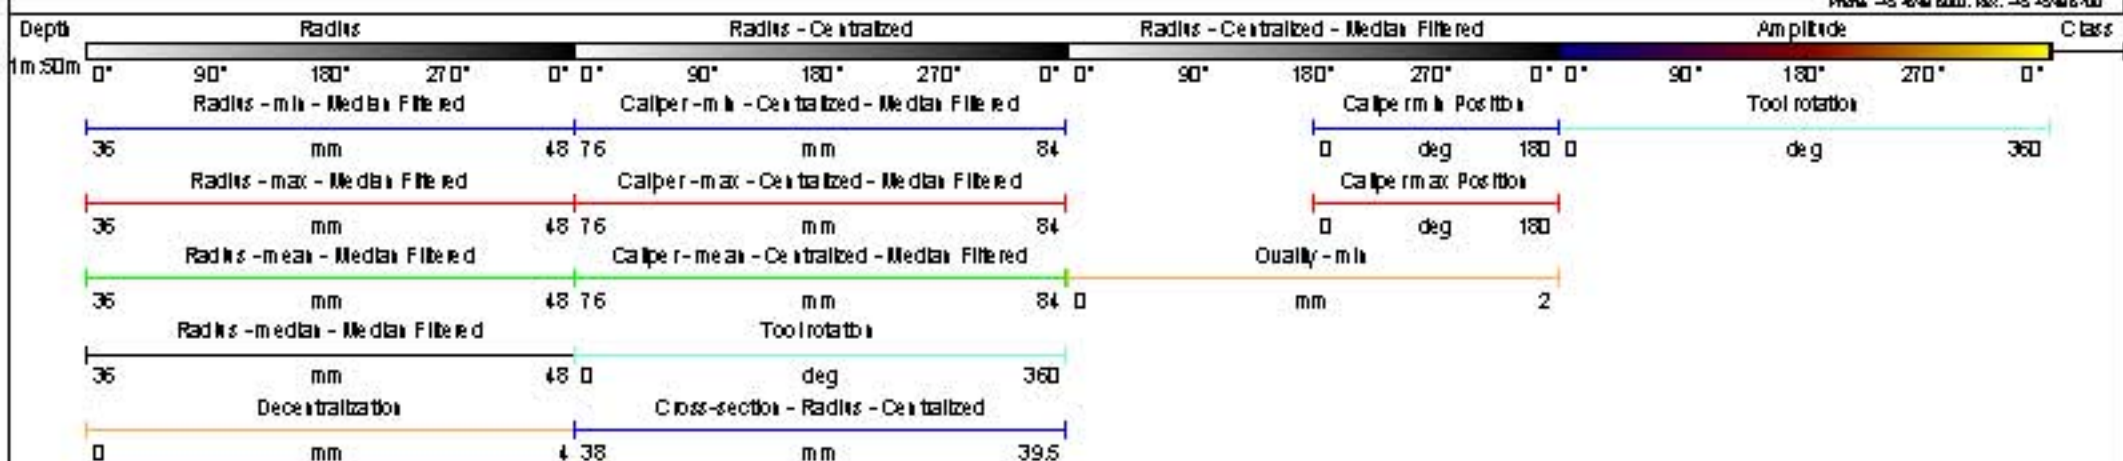 Depth Radius Radius - Centralized Radius - Centralized - Median Filtered Amplitude Class
1m:50m 0° 90° 180° 270° 0° 0° 90° 180° 270° 0° 0° 90° 180° 270° 0° 0° 90° 180° 270° 0°
Radius - min - Median Filtered Caliper - min - Centralized - Median Filtered Caliper min Position Tool rotation
36 mm 48 76 mm 84 0 deg 180 0 deg 360
Radius - max - Median Filtered Caliper - max - Centralized - Median Filtered Caliper max Position
36 mm 48 76 mm 84 0 deg 180
Radius - mean - Median Filtered Caliper - mean - Centralized - Median Filtered Quality - min
36 mm 48 76 mm 84 0 mm 2
Radius - median - Median Filtered Tool rotation
36 mm 48 0 deg 360
Decentralization Cross-section - Radius - Centralized
0 mm 4 38 mm 39.5